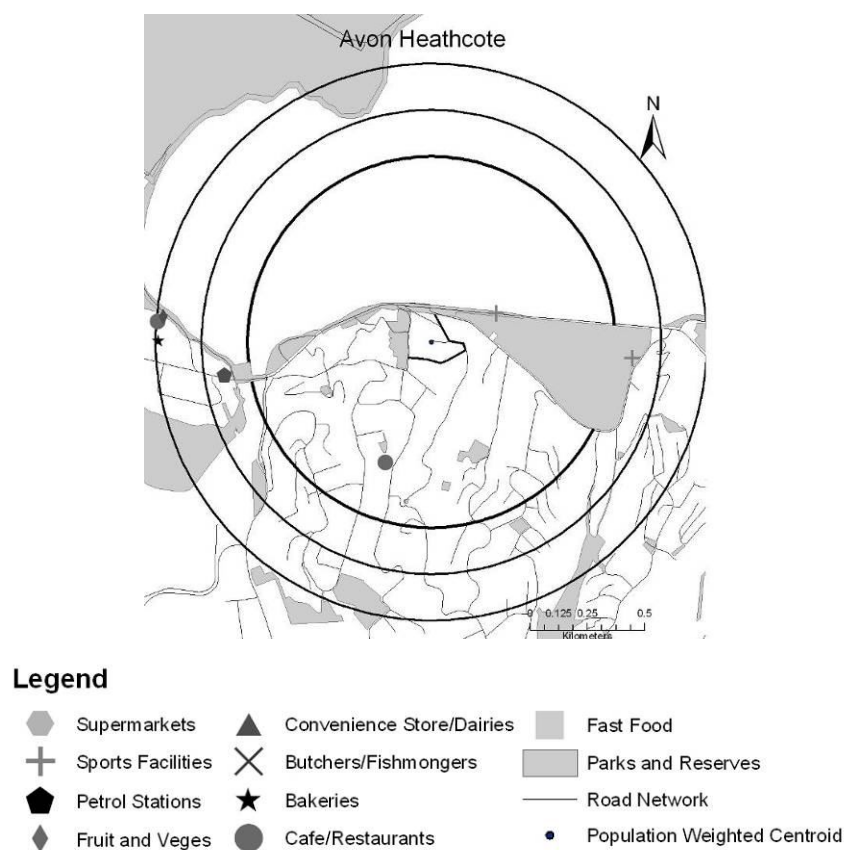 Avon Heathcote
N
0 0.125 0.25 0.5
Kilometers
Legend
Supermarkets
Convenience Store/Dairies
Fast Food
Sports Facilities
Butchers/Fishmongers
Parks and Reserves
Petrol Stations
Bakeries
Road Network
Fruit and Veges
Cafe/Restaurants
Population Weighted Centroid